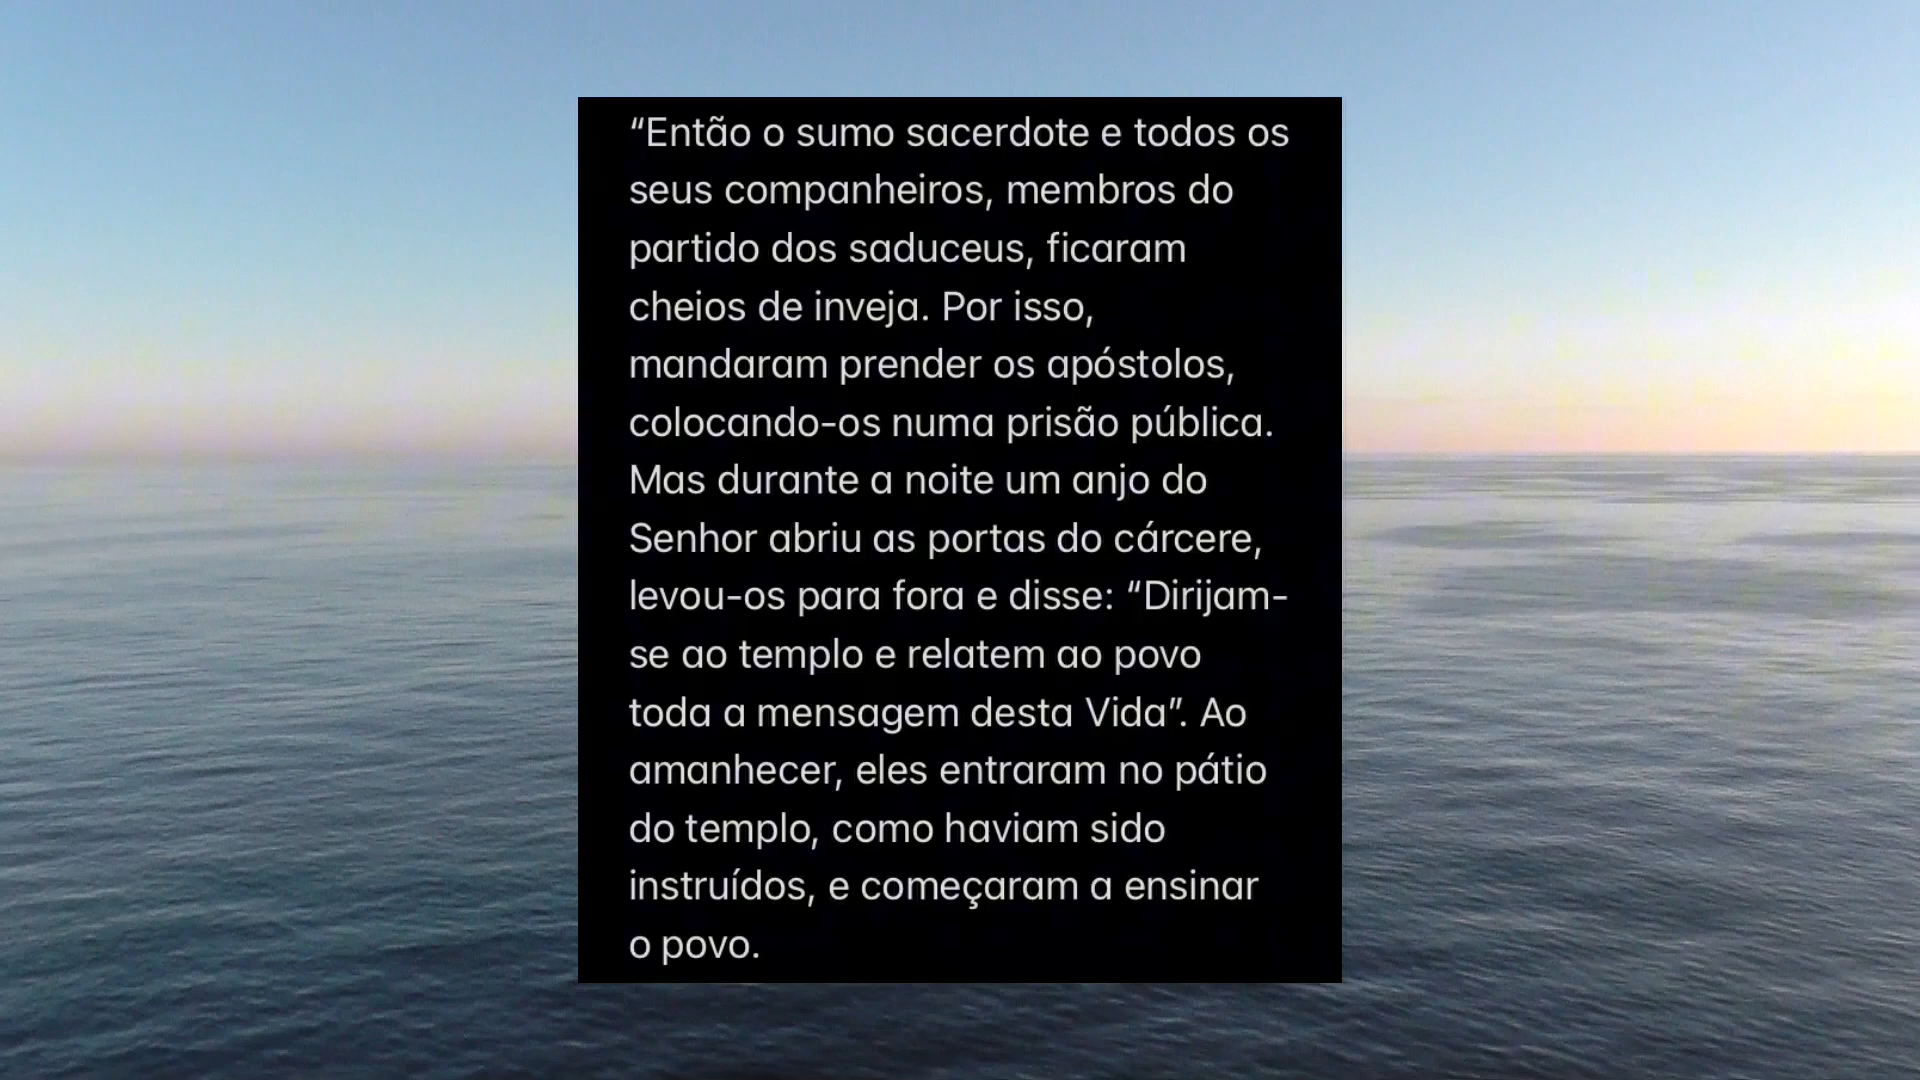 “Então o sumo sacerdote e todos os
seus companheiros, membros do
partido dos saduceus, ficaram
cheios de inveja. Por isso,
mandaram prender os apóstolos,
colocando-os numa prisão pública.
Mas durante a noite um anjo do
Senhor abriu as portas do cárcere,
levou-os para fora e disse: “Dirijam-
se ao templo e relatem ao povo
toda a mensagem desta Vida”. Ao
amanhecer, eles entraram no pátio
do templo, como haviam sido
instruídos, e começaram a ensinar
o povo.